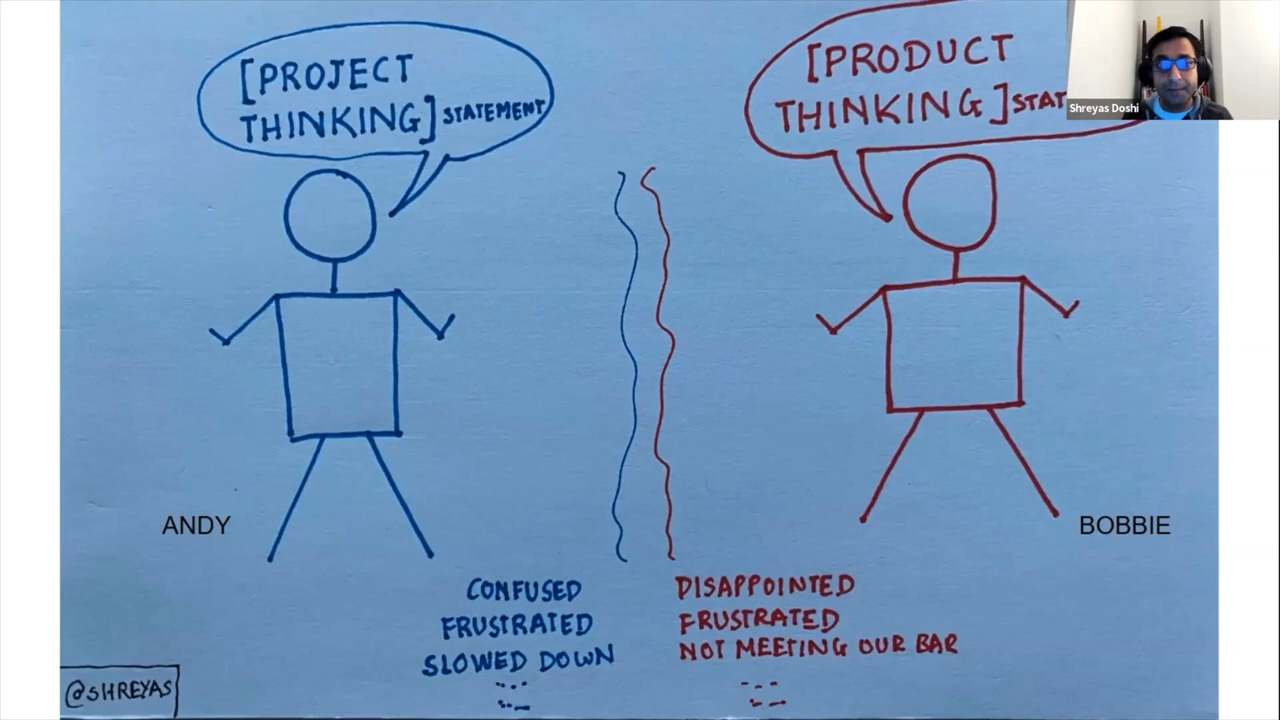 [PROJECT
THINKING] STATEMENT
[PRODUCT
THINKING]
Shreyas Doshi
ANDY
BOBBIE
CONFUSED
FRUSTRATED
SLOWED DOWN
DISAPPOINTED
FRUSTRATED
NOT MEETING OUR BAR
@SHREYAS